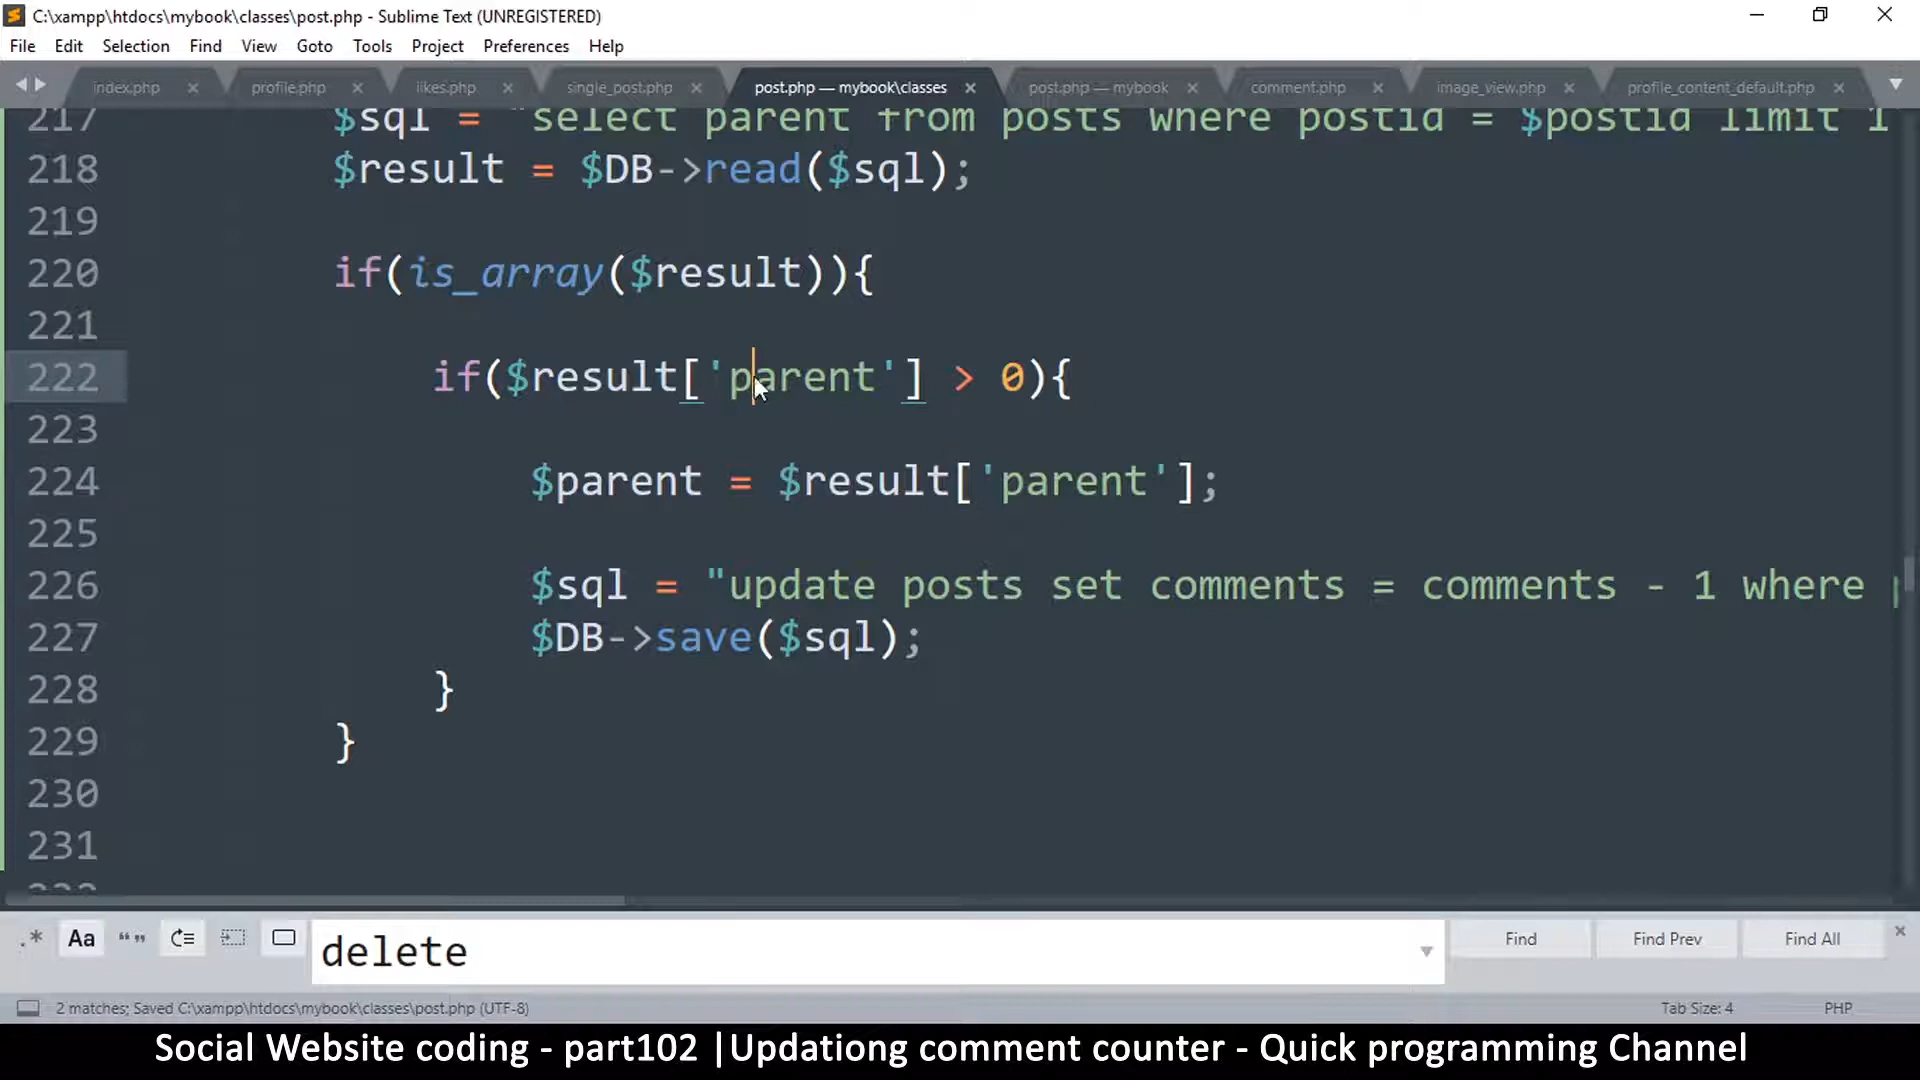 C:\xampp\htdocs\mybook\classes\post.php - Sublime Text (UNREGISTERED)
File Edit Selection Find View Goto Tools Project Preferences Help
index.php profile.php likes.php single_post.php post.php — mybook\classes post.php — mybook comment.php image_view.php profile_content_default.php
217 $sql = "select parent from posts where postid = $postid limit 1
218 $result = $DB->read($sql);
219
220 if(is_array($result)){
221
222 if($result['parent'] > 0){
223
224 $parent = $result['parent'];
225
226 $sql = "update posts set comments = comments - 1 where
227 $DB->save($sql);
228 }
229 }
230
231
.* Aa “” delete Find Find Prev Find All
2 matches; Saved C:\xampp\htdocs\mybook\classes\post.php (UTF-8) Tab Size: 4 PHP
Social Website coding - part102 |Updationg comment counter - Quick programming Channel